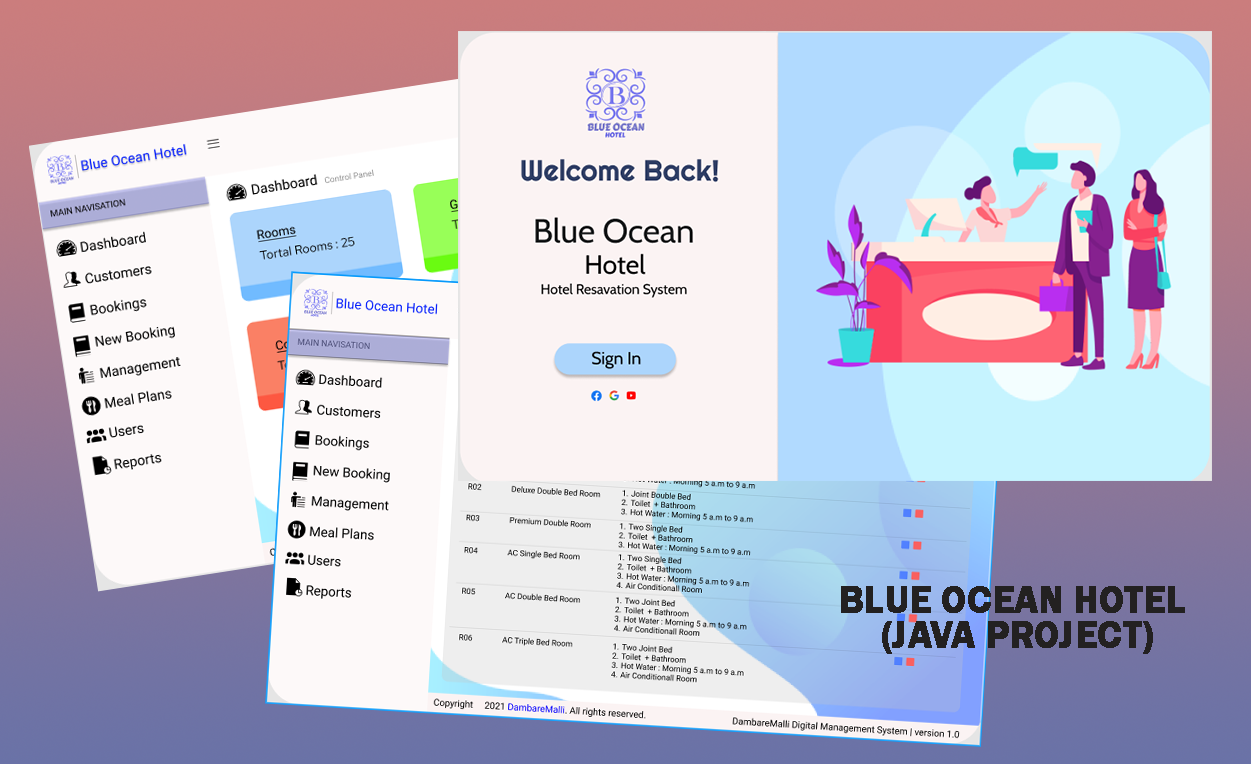 Blue Ocean Hotel
MAIN NAVISATION
Dashboard
Customers
Bookings
New Booking
Management
Meal Plans
Users
Reports
Dashboard Control Panel
Rooms
Tortal Rooms : 25
B
BLUE OCEAN
HOTEL
Welcome Back!
Blue Ocean
Hotel
Hotel Resavation System
Sign In
Blue Ocean Hotel
MAIN NAVISATION
Dashboard
Customers
Bookings
New Booking
Management
Meal Plans
Users
Reports
Hot Water : Morning 5 a.m to 9 a.m
R02 Deluxe Double Bed Room
1. Joint Bouble Bed
2. Toilet + Bathroom
3. Hot Water : Morning 5 a.m to 9 a.m
R03 Premium Double Room
1. Two Single Bed
2. Toilet + Bathroom
3. Hot Water : Morning 5 a.m to 9 a.m
R04 AC Single Bed Room
1. Two Single Bed
2. Toilet + Bathroom
3. Hot Water : Morning 5 a.m to 9 a.m
4. Air Conditionall Room
R05 AC Double Bed Room
1. Two Joint Bed
2. Toilet + Bathroom
3. Hot Water : Morning 5 a.m to 9 a.m
4. Air Conditionall Room
R06 AC Triple Bed Room
1. Two Joint Bed
2. Toilet + Bathroom
3. Hot Water : Morning 5 a.m to 9 a.m
4. Air Conditionall Room
Copyright 2021 DambareMalli. All rights reserved.
DambareMalli Digital Management System | version 1.0
BLUE OCEAN HOTEL
(JAVA PROJECT)